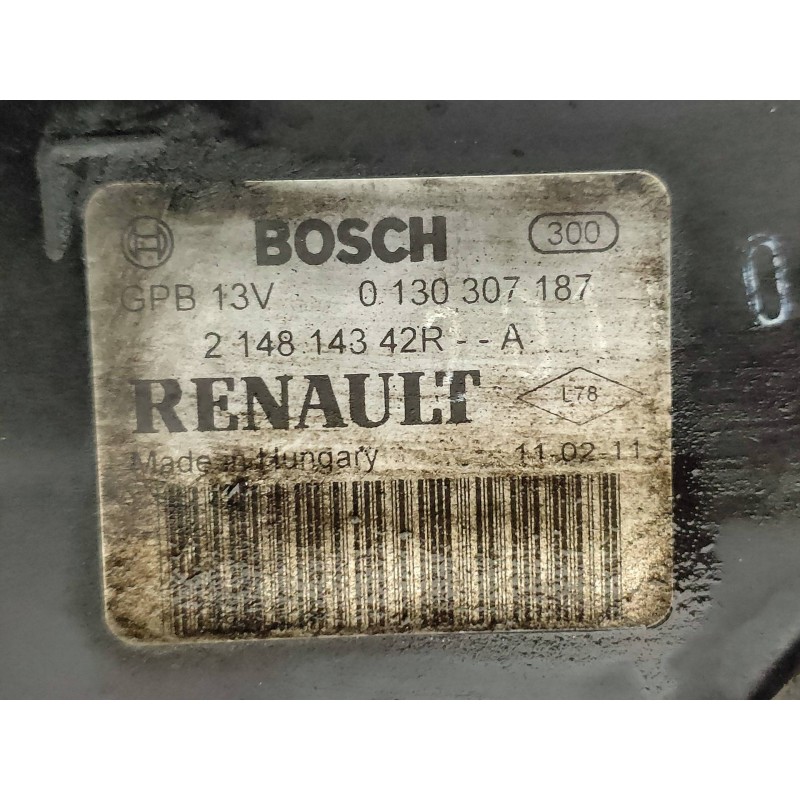 BOSCH 300
GPB 13V 0 130 307 187
2 148 143 42R - - A
RENAULT L78
Made in Hungary 11-02-11